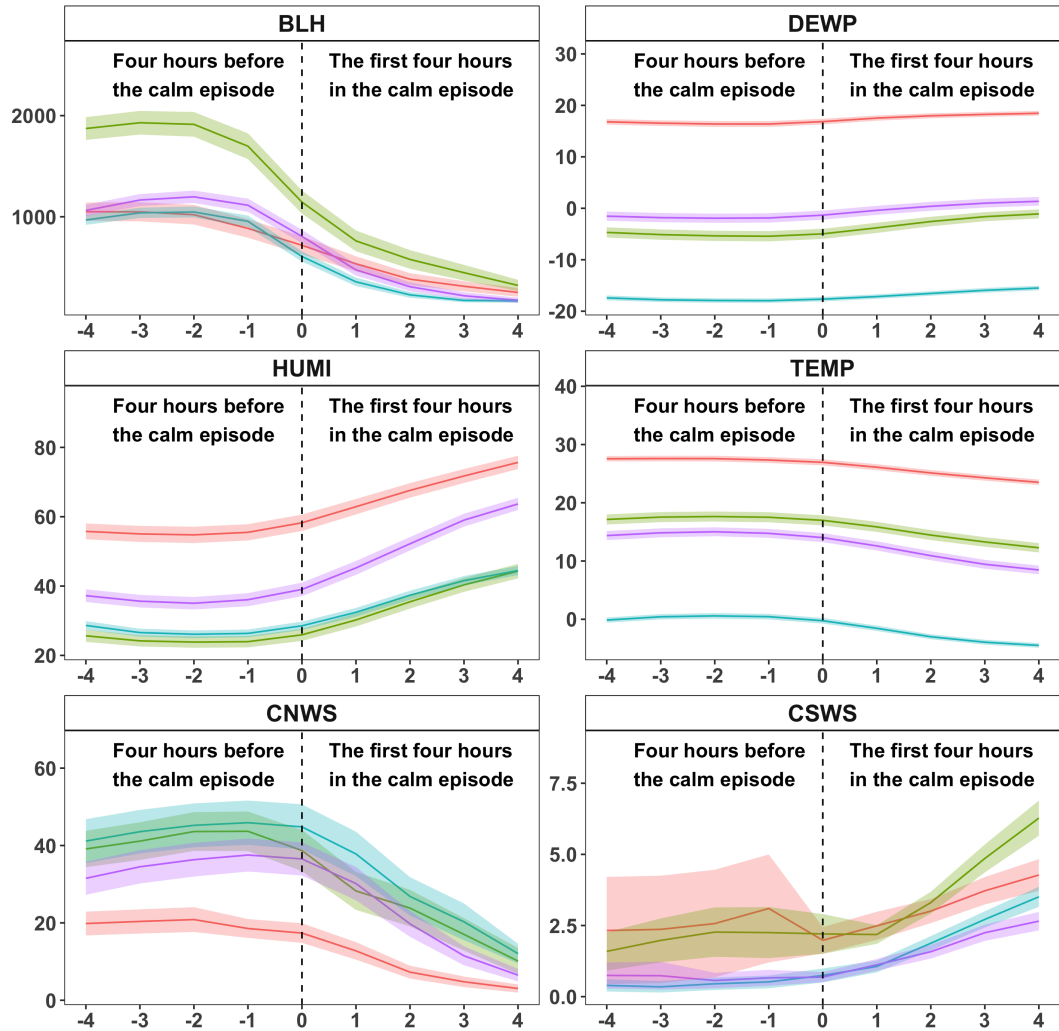 BLH
Four hours before
the calm episode
The first four hours
in the calm episode
2000
1000
-4 -3 -2 -1 0 1 2 3 4
DEWP
Four hours before
the calm episode
The first four hours
in the calm episode
30
20
10
0
-10
-20
-4 -3 -2 -1 0 1 2 3 4
HUMI
Four hours before
the calm episode
The first four hours
in the calm episode
80
60
40
20
-4 -3 -2 -1 0 1 2 3 4
TEMP
Four hours before
the calm episode
The first four hours
in the calm episode
40
30
20
10
0
-4 -3 -2 -1 0 1 2 3 4
CNWS
Four hours before
the calm episode
The first four hours
in the calm episode
60
40
20
0
-4 -3 -2 -1 0 1 2 3 4
CSWS
Four hours before
the calm episode
The first four hours
in the calm episode
7.5
5.0
2.5
0.0
-4 -3 -2 -1 0 1 2 3 4